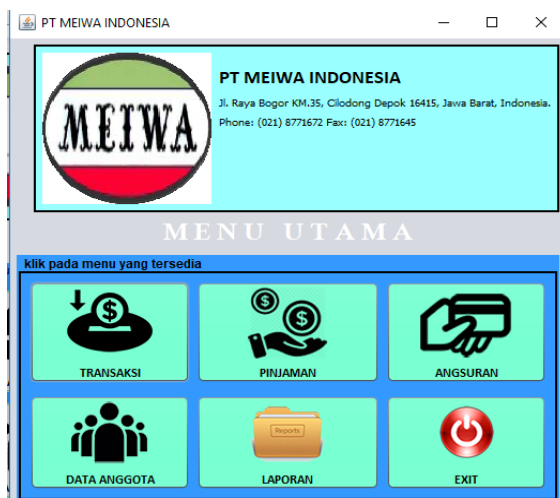 PT MEIWA INDONESIA
MEIWA
PT MEIWA INDONESIA
Jl. Raya Bogor KM.35, Cilodong Depok 16415, Jawa Barat, Indonesia.
Phone: (021) 8771672 Fax: (021) 8771645
MENU UTAMA
klik pada menu yang tersedia
TRANSAKSI
PINJAMAN
ANGSURAN
Reports
DATA ANGGOTA
LAPORAN
EXIT